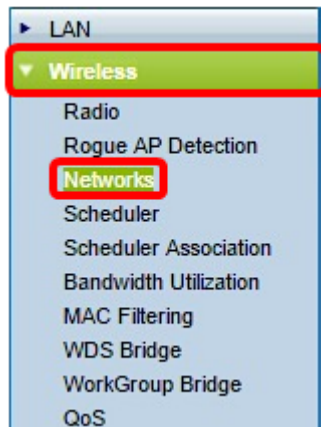 LAN
Wireless
Radio
Rogue AP Detection
Networks
Scheduler
Scheduler Association
Bandwidth Utilization
MAC Filtering
WDS Bridge
WorkGroup Bridge
QoS